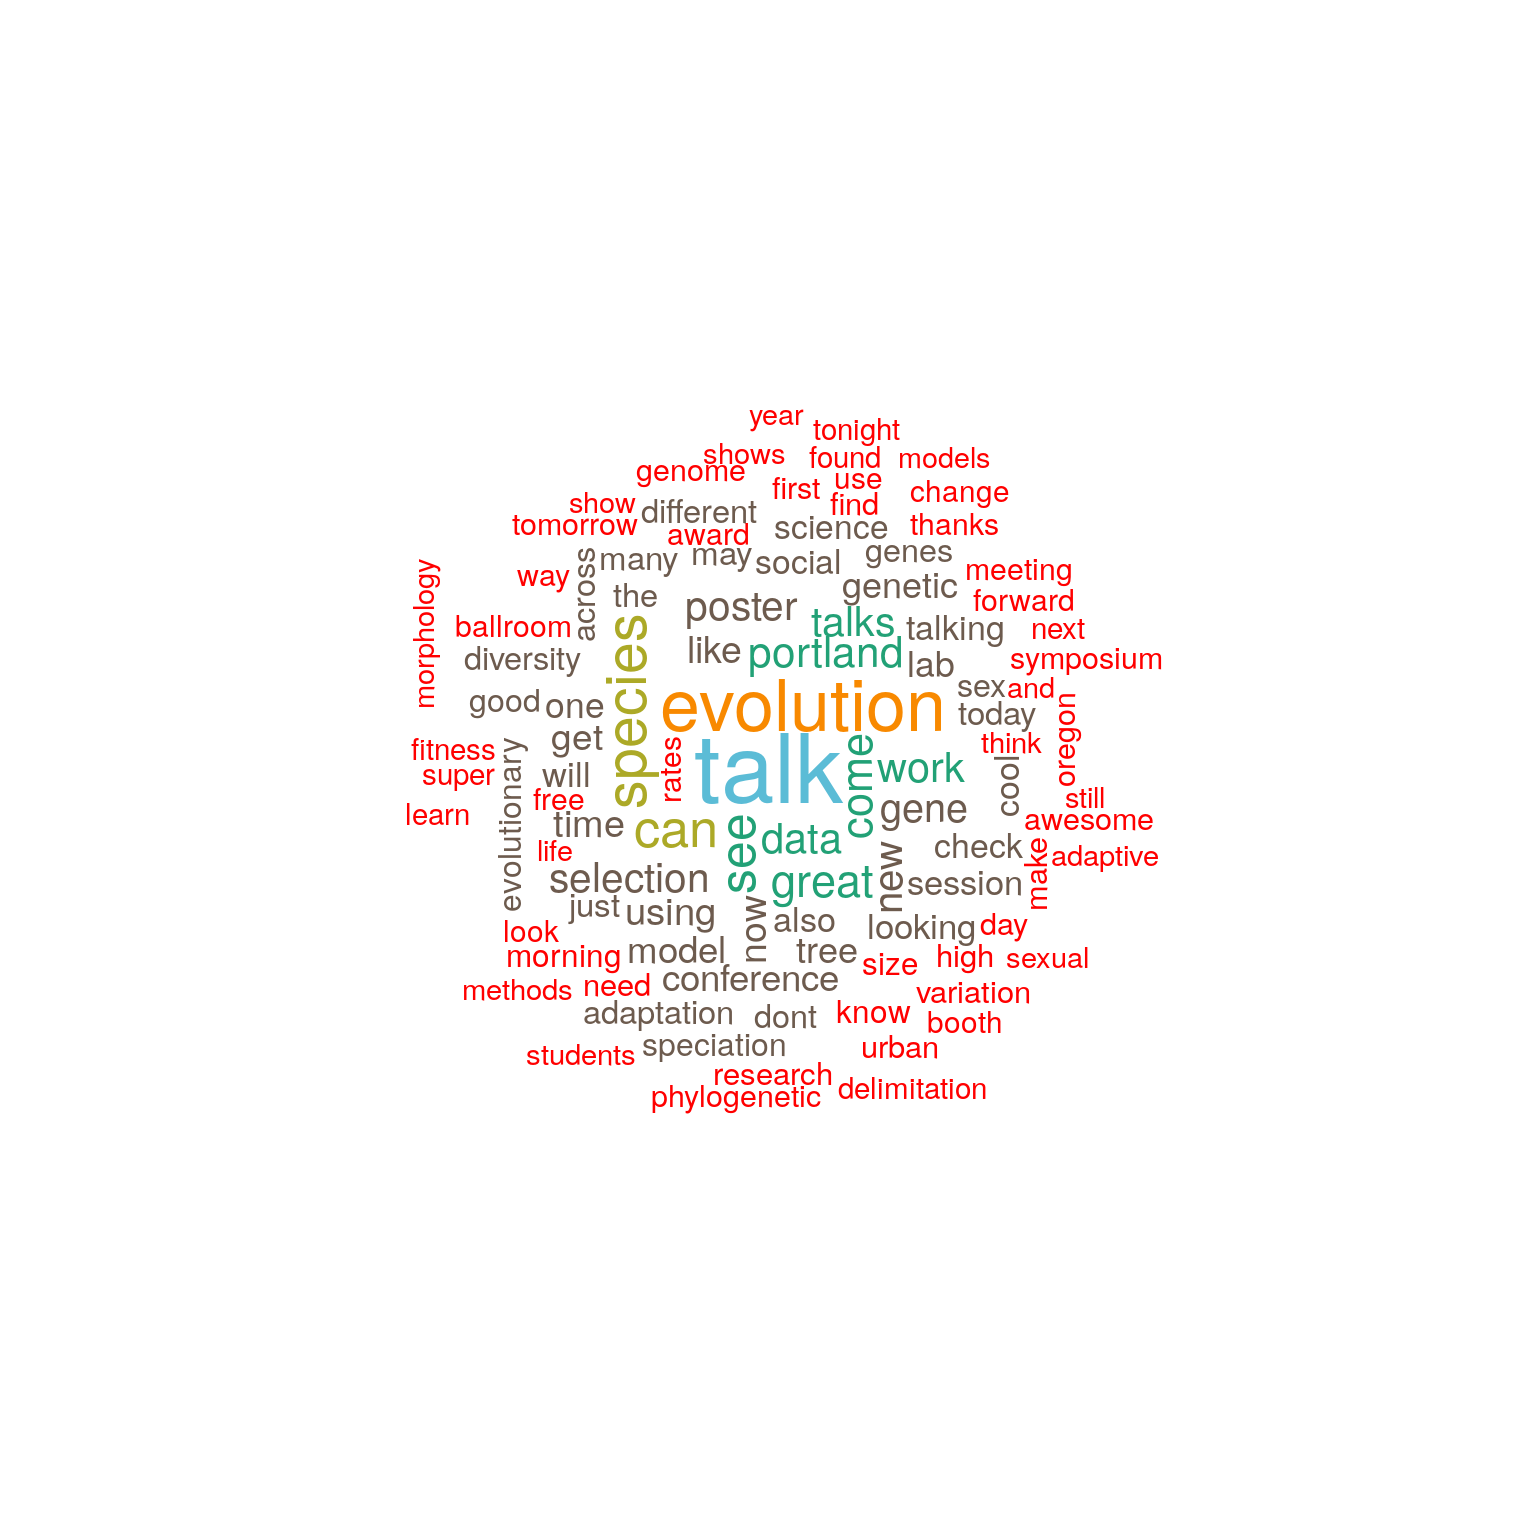 year
tonight
shows
found
models
genome
first
use
change
show
different
find
tomorrow
award
science
thanks
across
many
may
social
genes
way
meeting
morphology
the
poster
genetic
forward
ballroom
species
talks
talking
next
diversity
like
portland
lab
symposium
good
one
evolution
sex
and
today
oregon
get
rates
talk
come
think
fitness
super
evolutionary
will
work
cool
free
still
learn
time
can
see
data
gene
awesome
life
new
check
make
adaptive
selection
great
session
just
using
now
also
looking
day
look
morning
model
tree
size
high
sexual
methods
need
conference
variation
adaptation
dont
know
booth
students
speciation
urban
research
phylogenetic
delimitation